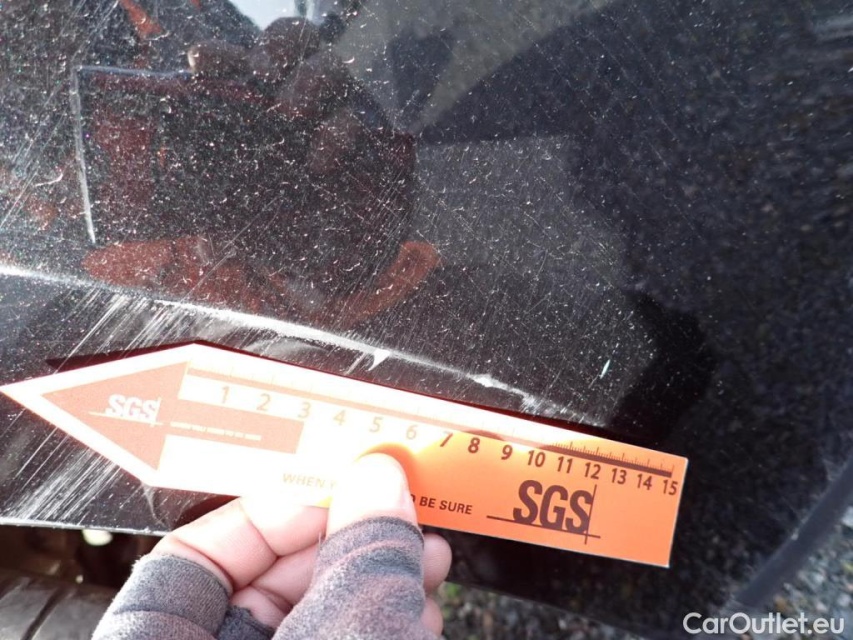 SGS
1 2 3 4 5 6 7 8 9 10 11 12 13 14 15
WHEN
BE SURE
SGS
CarOutlet.eu